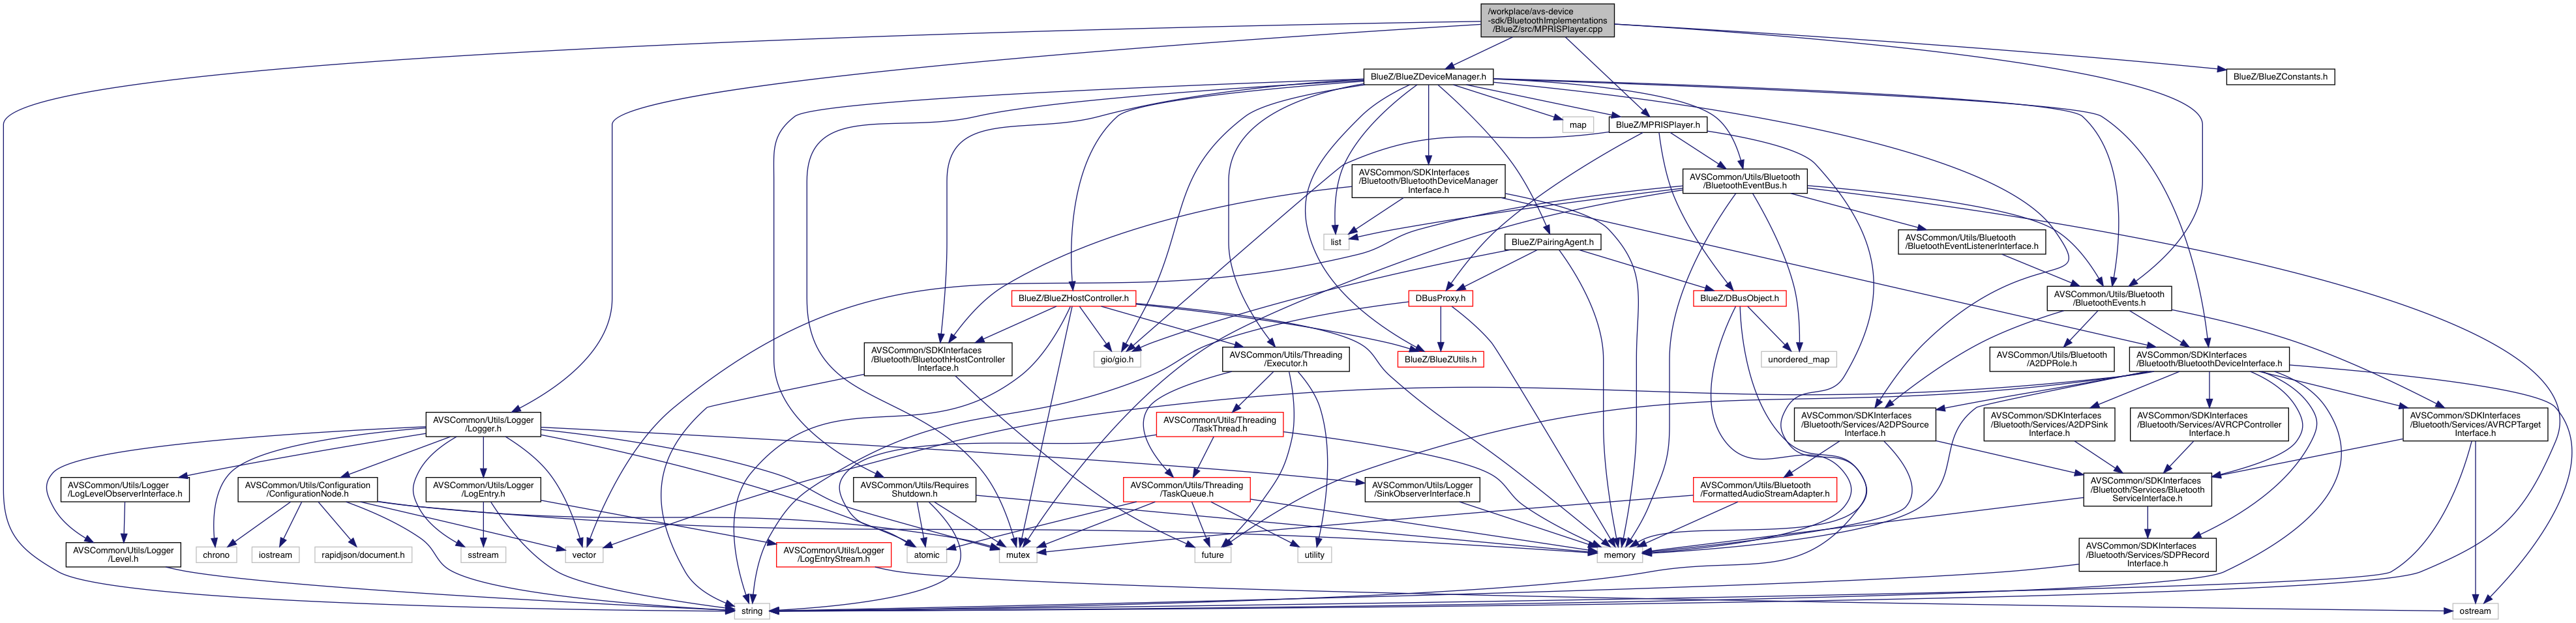 /workplace/avs-device
-sdk/BluetoothImplementations
/BlueZ/src/MPRISPlayer.cpp
BlueZ/BlueZDeviceManager.h
BlueZ/BlueZConstants.h
map
BlueZ/MPRISPlayer.h
AVSCommon/SDKInterfaces
/Bluetooth/BluetoothDeviceManager
Interface.h
AVSCommon/Utils/Bluetooth
/BluetoothEventBus.h
list
BlueZ/PairingAgent.h
AVSCommon/Utils/Bluetooth
/BluetoothEventListenerInterface.h
BlueZ/BlueZHostController.h
DBusProxy.h
BlueZ/DBusObject.h
AVSCommon/Utils/Bluetooth
/BluetoothEvents.h
AVSCommon/SDKInterfaces
/Bluetooth/BluetoothHostController
Interface.h
gio/gio.h
AVSCommon/Utils/Threading
/Executor.h
BlueZ/BlueZUtils.h
unordered_map
AVSCommon/Utils/Bluetooth
/A2DPRole.h
AVSCommon/SDKInterfaces
/Bluetooth/BluetoothDeviceInterface.h
AVSCommon/Utils/Logger
/Logger.h
AVSCommon/Utils/Threading
/TaskThread.h
AVSCommon/SDKInterfaces
/Bluetooth/Services/A2DPSource
Interface.h
AVSCommon/SDKInterfaces
/Bluetooth/Services/A2DPSink
Interface.h
AVSCommon/SDKInterfaces
/Bluetooth/Services/AVRCPController
Interface.h
AVSCommon/SDKInterfaces
/Bluetooth/Services/AVRCPTarget
Interface.h
AVSCommon/Utils/Logger
/LogLevelObserverInterface.h
AVSCommon/Utils/Configuration
/ConfigurationNode.h
AVSCommon/Utils/Logger
/LogEntry.h
AVSCommon/Utils/Requires
Shutdown.h
AVSCommon/Utils/Threading
/TaskQueue.h
AVSCommon/Utils/Logger
/SinkObserverInterface.h
AVSCommon/Utils/Bluetooth
/FormattedAudioStreamAdapter.h
AVSCommon/SDKInterfaces
/Bluetooth/Services/Bluetooth
ServiceInterface.h
AVSCommon/Utils/Logger
/Level.h
chrono
iostream
rapidjson/document.h
sstream
vector
AVSCommon/Utils/Logger
/LogEntryStream.h
atomic
mutex
future
utility
memory
AVSCommon/SDKInterfaces
/Bluetooth/Services/SDPRecord
Interface.h
string
ostream